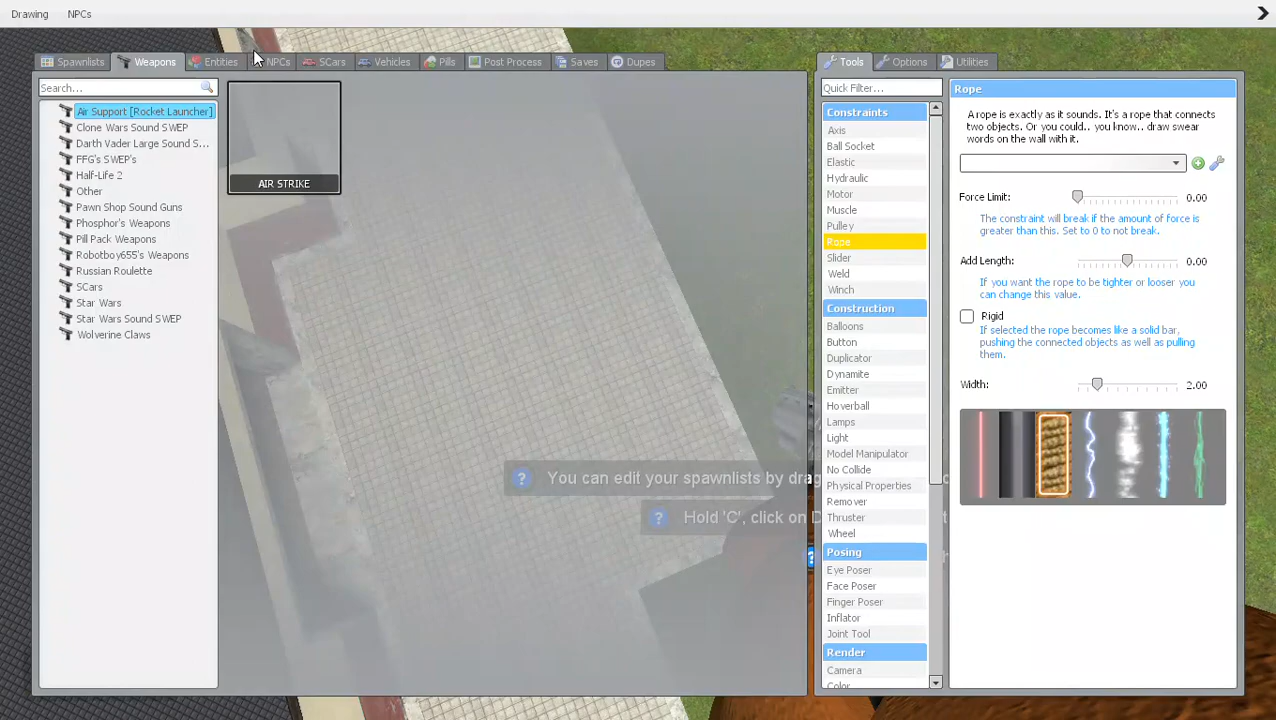 Drawing NPCs
Spawnlists Weapons Entities NPCs SCars Vehicles Pills Post Process Saves Dupes
Search...
Air Support [Rocket Launcher]
Clone Wars Sound SWEP
Darth Vader Large Sound S...
FFG's SWEP's
Half-Life 2
Other
Pawn Shop Sound Guns
Phosphor's Weapons
Pill Pack Weapons
Robotboy655's Weapons
Russian Roulette
SCars
Star Wars
Star Wars Sound SWEP
Wolverine Claws
AIR STRIKE
You can edit your spawnlists by drag
Hold 'C', click on D
Tools Options Utilities
Quick Filter...
Constraints
Axis
Ball Socket
Elastic
Hydraulic
Motor
Muscle
Pulley
Rope
Slider
Weld
Winch
Construction
Balloons
Button
Duplicator
Dynamite
Emitter
Hoverball
Lamps
Light
Model Manipulator
No Collide
Physical Properties
Remover
Thruster
Wheel
Posing
Eye Poser
Face Poser
Finger Poser
Inflator
Joint Tool
Render
Camera
Color
Rope
A rope is exactly as it sounds. It's a rope that connects
two objects. Or you could.. you know.. draw swear
words on the wall with it.
Force Limit: 0.00
The constraint will break if the amount of force is
greater than this. Set to 0 to not break.
Add Length: 0.00
If you want the rope to be tighter or looser you
can change this value.
Rigid
If selected the rope becomes like a solid bar,
pushing the connected objects as well as pulling
them.
Width: 2.00